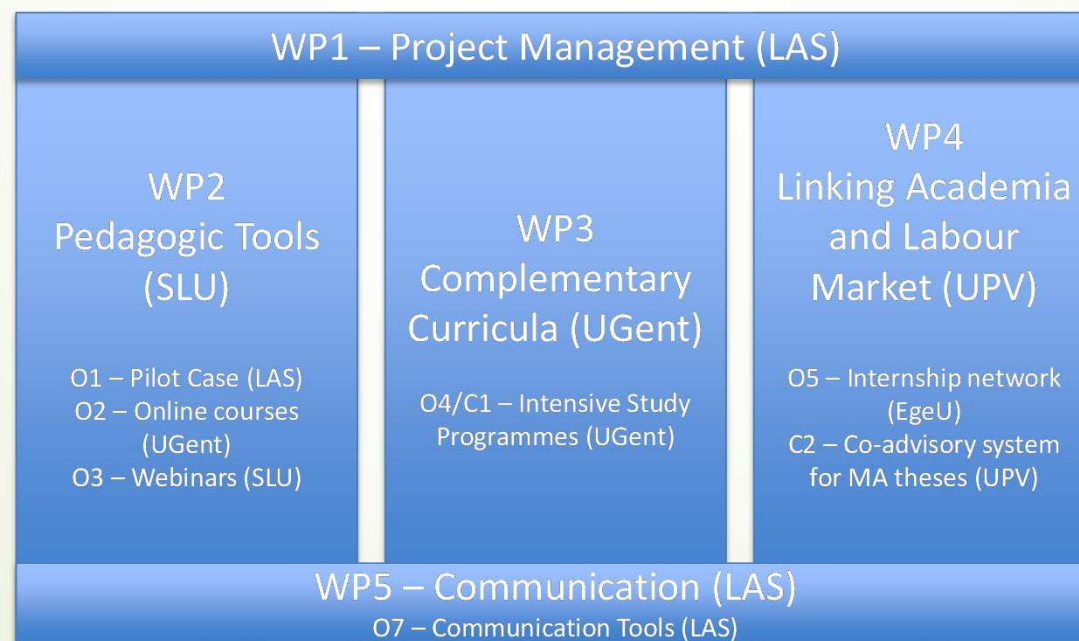 WP1 – Project Management (LAS)
WP2
Pedagogic Tools
(SLU)
O1 – Pilot Case (LAS)
O2 – Online courses
(UGent)
O3 – Webinars (SLU)
WP3
Complementary
Curricula (UGent)
O4/C1 – Intensive Study
Programmes (UGent)
WP4
Linking Academia
and Labour
Market (UPV)
O5 – Internship network
(EgeU)
C2 – Co-advisory system
for MA theses (UPV)
WP5 – Communication (LAS)
O7 – Communication Tools (LAS)